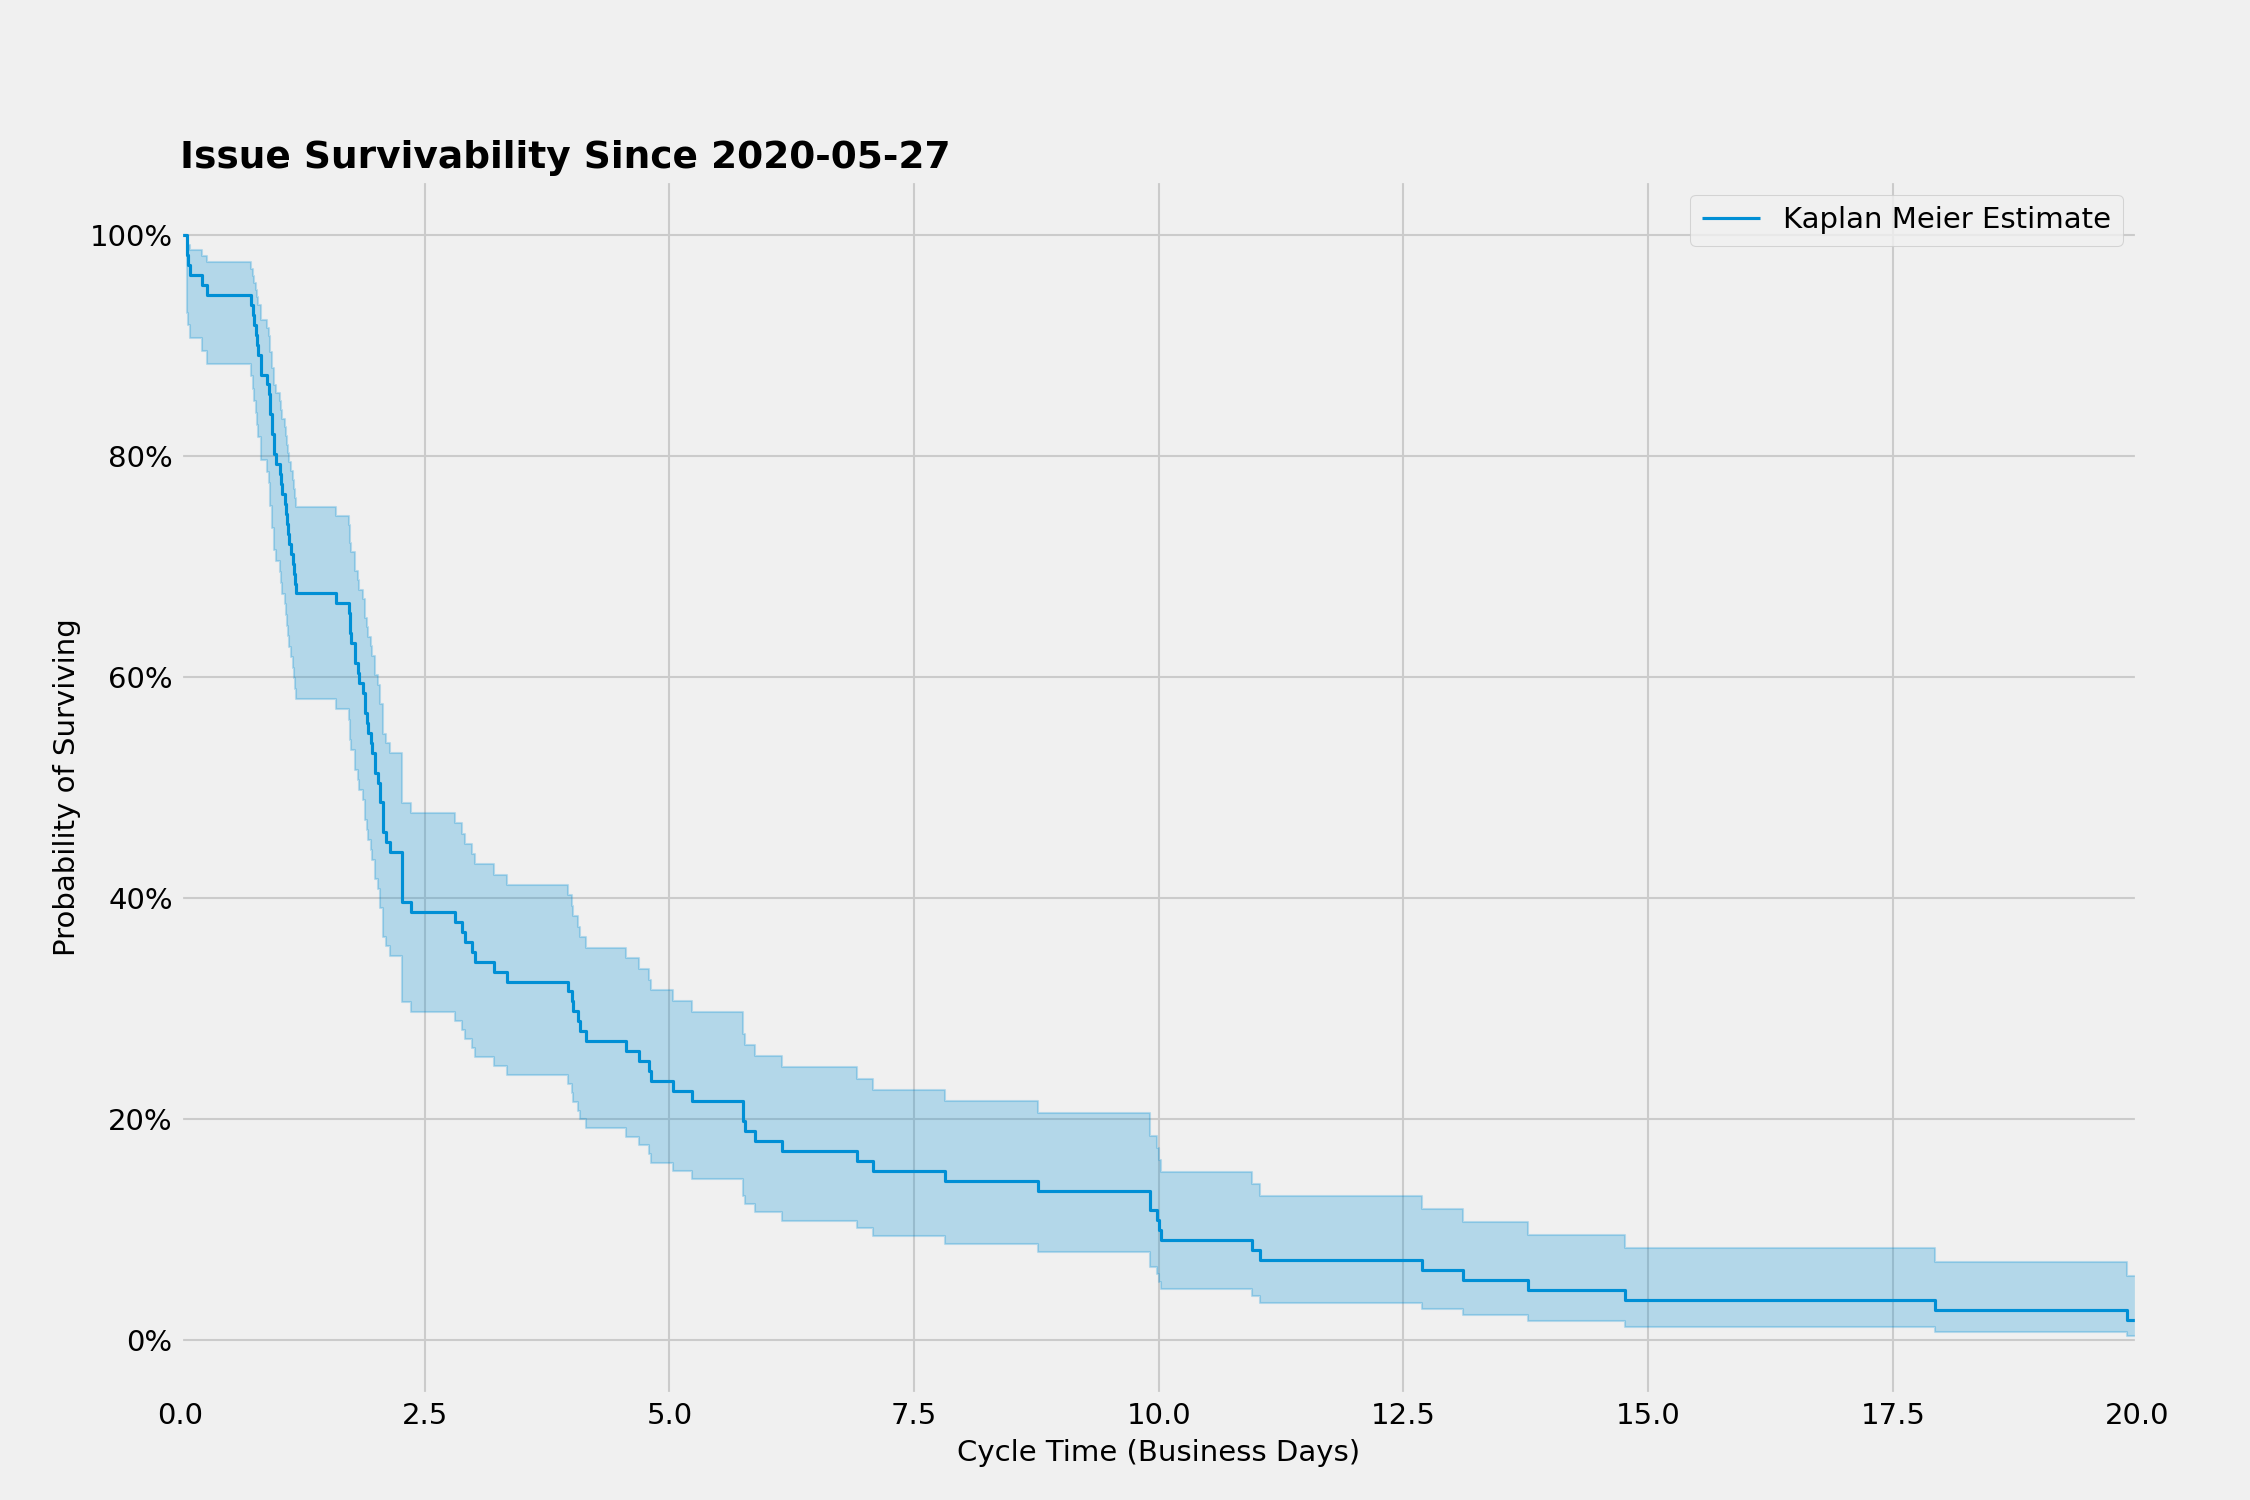 Issue Survivability Since 2020-05-27
Kaplan Meier Estimate
100%
80%
60%
40%
20%
0%
Probability of Surviving
0.0 2.5 5.0 7.5 10.0 12.5 15.0 17.5 20.0
Cycle Time (Business Days)